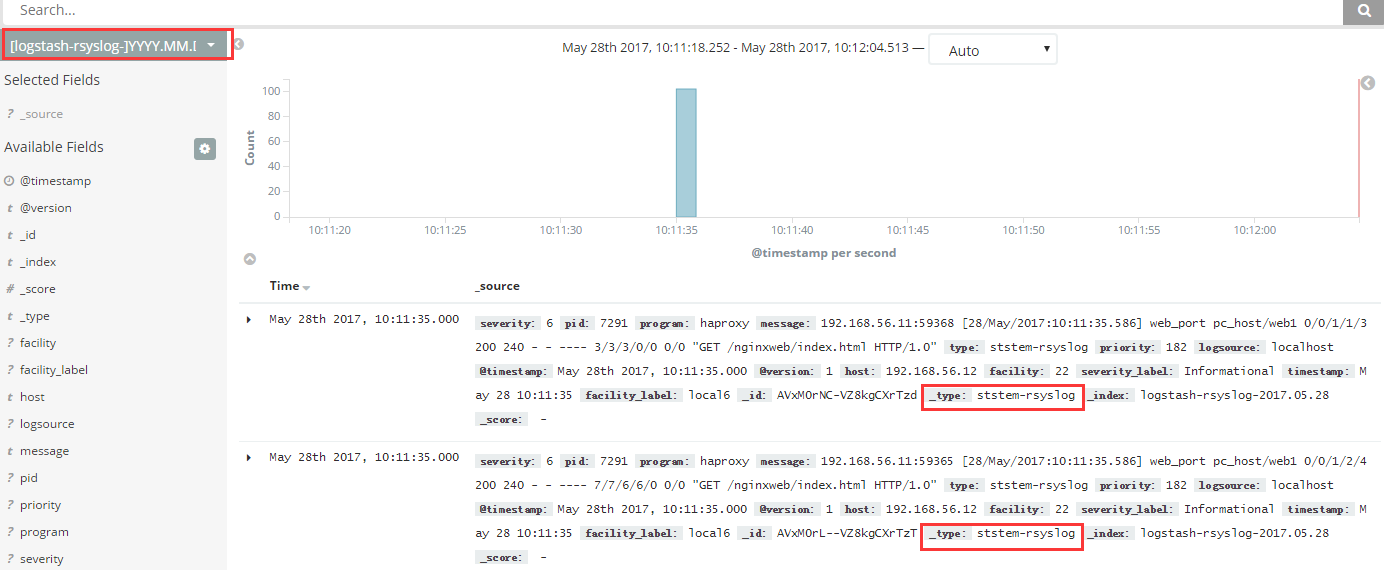 Search...
[logstash-rsyslog-]YYYY.MM.[
May 28th 2017, 10:11:18.252 - May 28th 2017, 10:12:04.513 — Auto
Selected Fields
? _source
Available Fields
@timestamp
t @version
t _id
t _index
# _score
t _type
? facility
? facility_label
t host
? logsource
t message
? pid
? priority
? program
? severity
Count
100
80
60
40
20
0
10:11:20 10:11:25 10:11:30 10:11:35 10:11:40 10:11:45 10:11:50 10:11:55 10:12:00
@timestamp per second
Time _source
May 28th 2017, 10:11:35.000 severity: 6 pid: 7291 program: haproxy message: 192.168.56.11:59368 [28/May/2017:10:11:35.586] web_port pc_host/web1 0/0/1/1/3
200 240 - - ---- 3/3/3/0/0 0/0 "GET /nginxweb/index.html HTTP/1.0" type: ststem-rsyslog priority: 182 logsource: localhost
@timestamp: May 28th 2017, 10:11:35.000 @version: 1 host: 192.168.56.12 facility: 22 severity_label: Informational timestamp: M
ay 28 10:11:35 facility_label: local6 _id: AVxMOrNC-VZ8kgCXrTzd _type: ststem-rsyslog _index: logstash-rsyslog-2017.05.28
_score: -
May 28th 2017, 10:11:35.000 severity: 6 pid: 7291 program: haproxy message: 192.168.56.11:59365 [28/May/2017:10:11:35.586] web_port pc_host/web1 0/0/1/2/4
200 240 - - ---- 7/7/6/6/0 0/0 "GET /nginxweb/index.html HTTP/1.0" type: ststem-rsyslog priority: 182 logsource: localhost
@timestamp: May 28th 2017, 10:11:35.000 @version: 1 host: 192.168.56.12 facility: 22 severity_label: Informational timestamp: M
ay 28 10:11:35 facility_label: local6 _id: AVxMOrL--VZ8kgCXrTzT _type: ststem-rsyslog _index: logstash-rsyslog-2017.05.28
_score: -